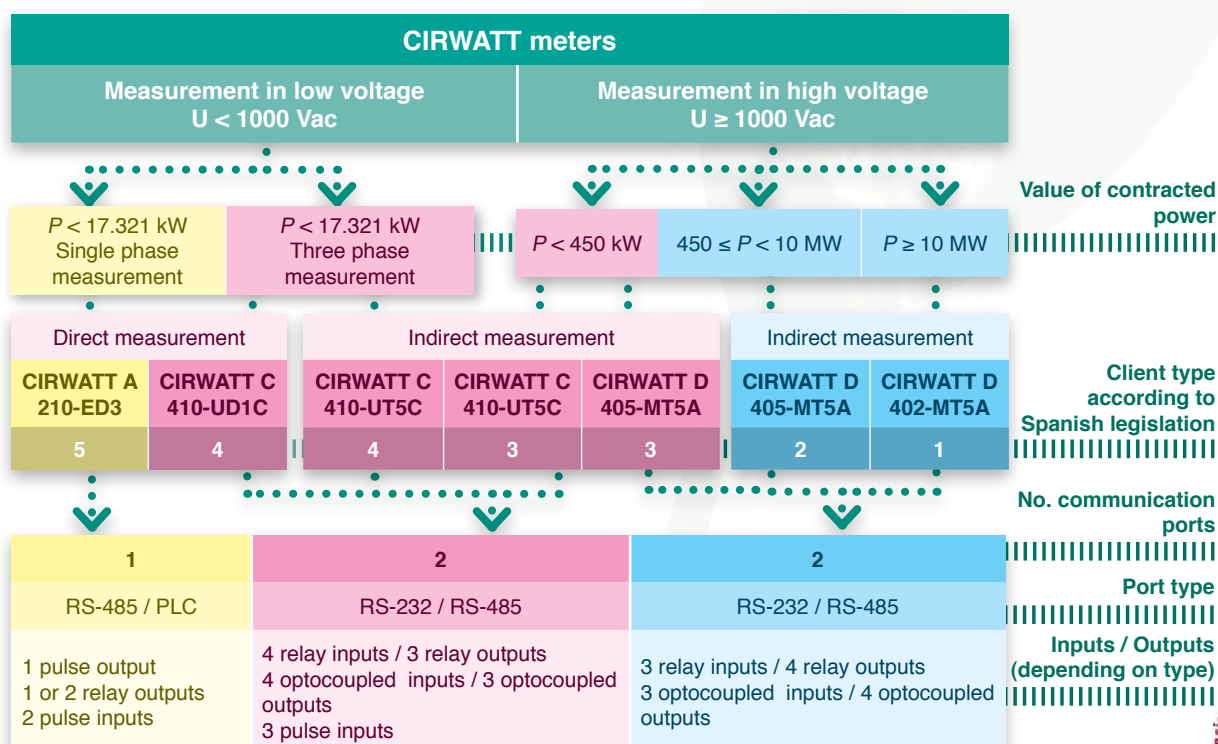 CIRWATT meters
Measurement in low voltage
U < 1000 Vac
Measurement in high voltage
U ≥ 1000 Vac
Value of contracted
power
P < 17.321 kW
Single phase
measurement
P < 17.321 kW
Three phase
measurement
P < 450 kW
450 ≤ P < 10 MW
P ≥ 10 MW
Direct measurement
Indirect measurement
Indirect measurement
CIRWATT A
210-ED3
CIRWATT C
410-UD1C
CIRWATT C
410-UT5C
CIRWATT C
410-UT5C
CIRWATT D
405-MT5A
CIRWATT D
405-MT5A
CIRWATT D
402-MT5A
Client type
according to
Spanish legislation
5
4
4
3
3
2
1
No. communication
ports
1
2
2
Port type
RS-485 / PLC
RS-232 / RS-485
RS-232 / RS-485
Inputs / Outputs
(depending on type)
1 pulse output
1 or 2 relay outputs
2 pulse inputs
4 relay inputs / 3 relay outputs
4 optocoupled inputs / 3 optocoupled
outputs
3 pulse inputs
3 relay inputs / 4 relay outputs
3 optocoupled inputs / 4 optocoupled
outputs